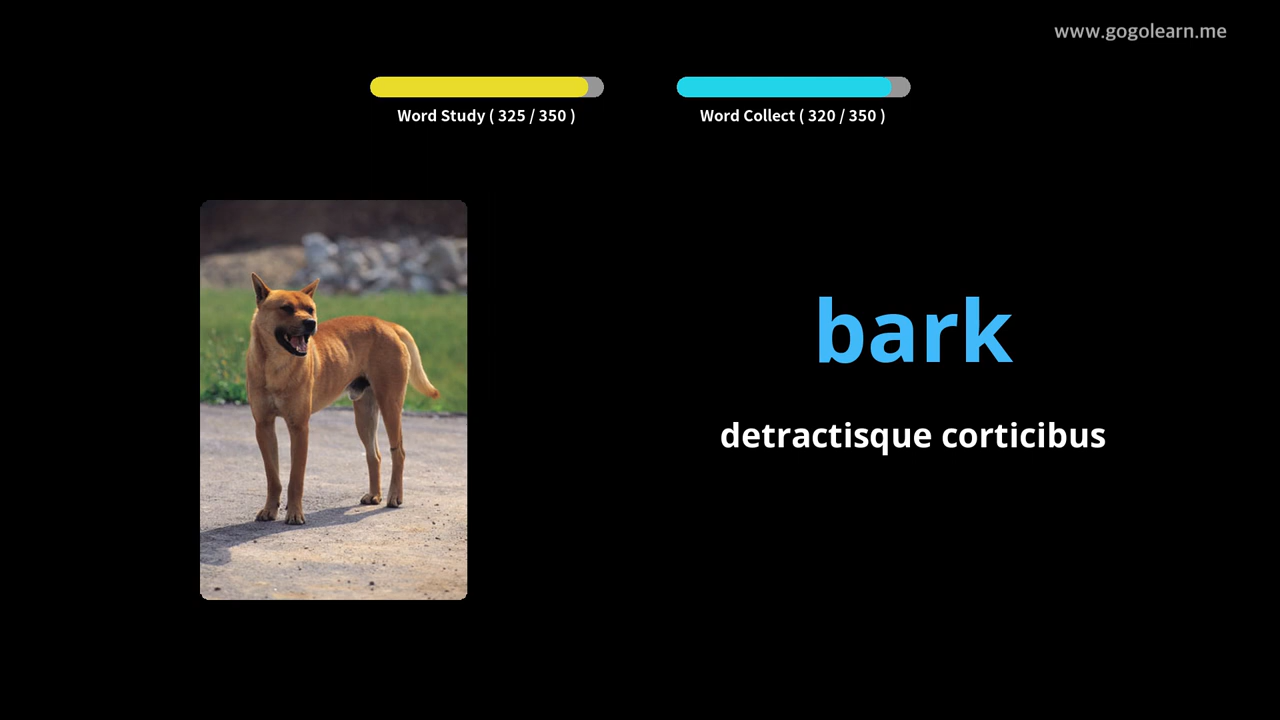 www.gogolearn.me
Word Study ( 325 / 350 )
Word Collect ( 320 / 350 )
bark
detractisque corticibus